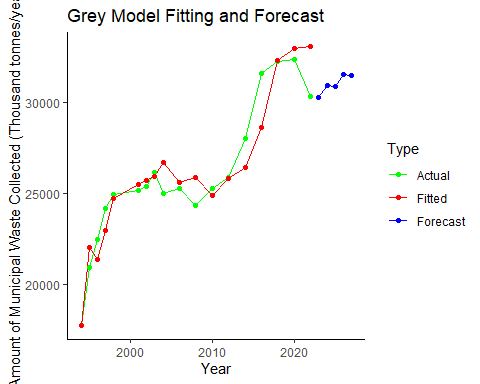 Grey Model Fitting and Forecast
Amount of Municipal Waste Collected (Thousand tonnes/yea
30000
25000
20000
2000
2010
2020
Year
Type
Actual
Fitted
Forecast